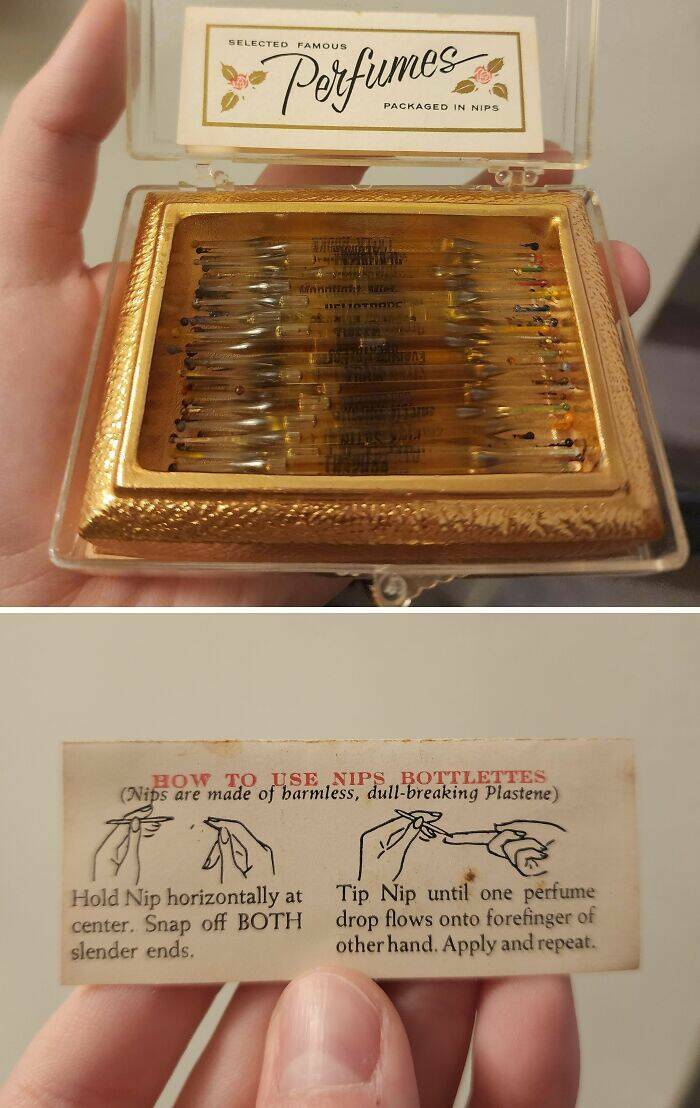 SELECTED FAMOUS
Perfumes
PACKAGED IN NIPS
HELIOTROPE
HOW TO USE NIPS BOTTLETTES
(Nips are made of harmless, dull-breaking Plastene)
Hold Nip horizontally at
center. Snap off BOTH
slender ends.
Tip Nip until one perfume
drop flows onto forefinger of
other hand. Apply and repeat.